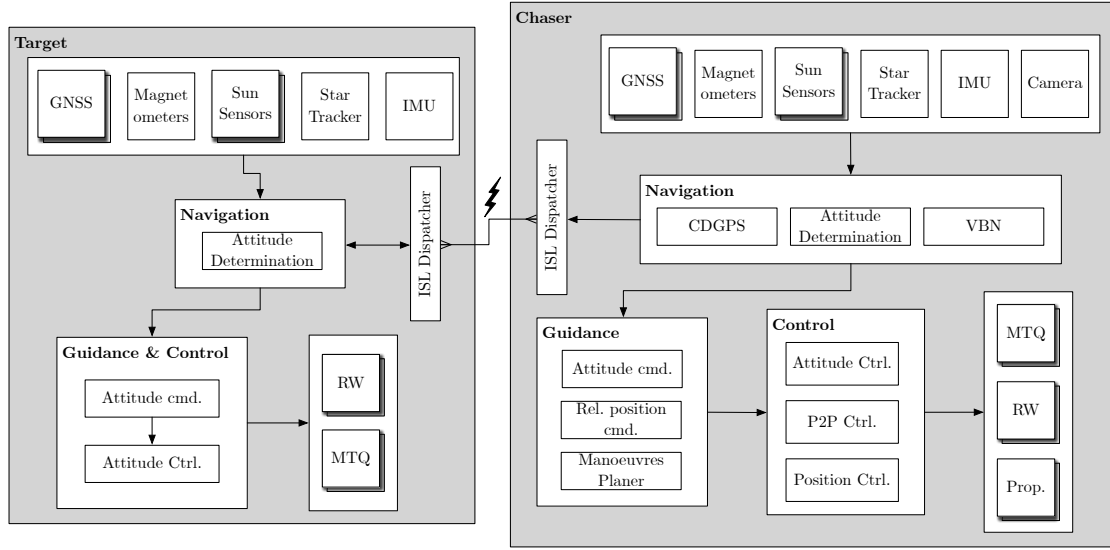 Target
GNSS
Magnet
ometers
Sun
Sensors
Star
Tracker
IMU
Navigation
Attitude
Determination
ISL Dispatcher
Guidance & Control
Attitude cmd.
Attitude Ctrl.
RW
MTQ
Chaser
GNSS
Magnet
ometers
Sun
Sensors
Star
Tracker
IMU
Camera
ISL Dispatcher
Navigation
CDGPS
Attitude
Determination
VBN
Guidance
Attitude cmd.
Rel. position
cmd.
Manoeuvres
Planer
Control
Attitude Ctrl.
P2P Ctrl.
Position Ctrl.
MTQ
RW
Prop.